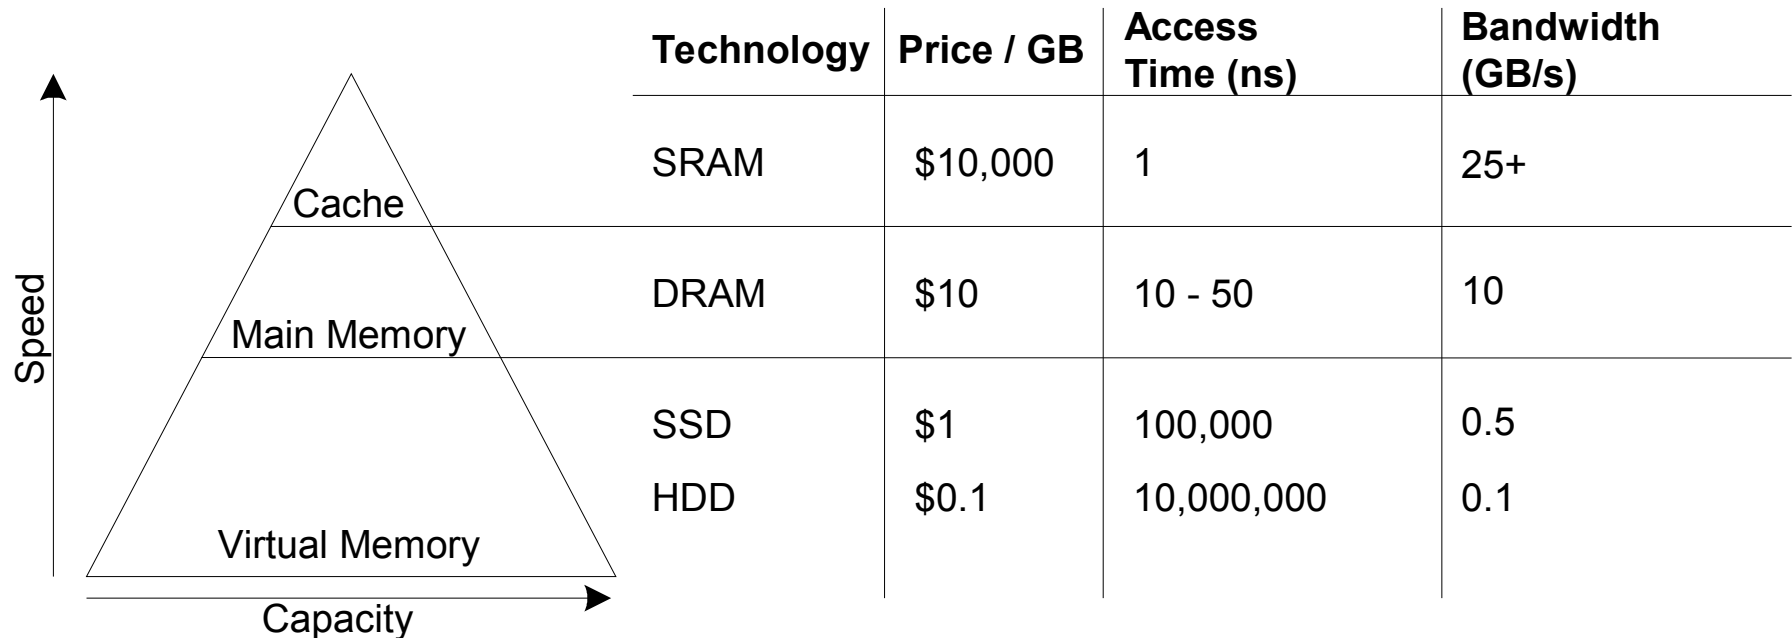 Technology Price / GB Access Time (ns) Bandwidth (GB/s)
SRAM $10,000 1 25+
DRAM $10 10 - 50 10
SSD $1 100,000 0.5
HDD $0.1 10,000,000 0.1
Speed
Cache
Main Memory
Virtual Memory
Capacity